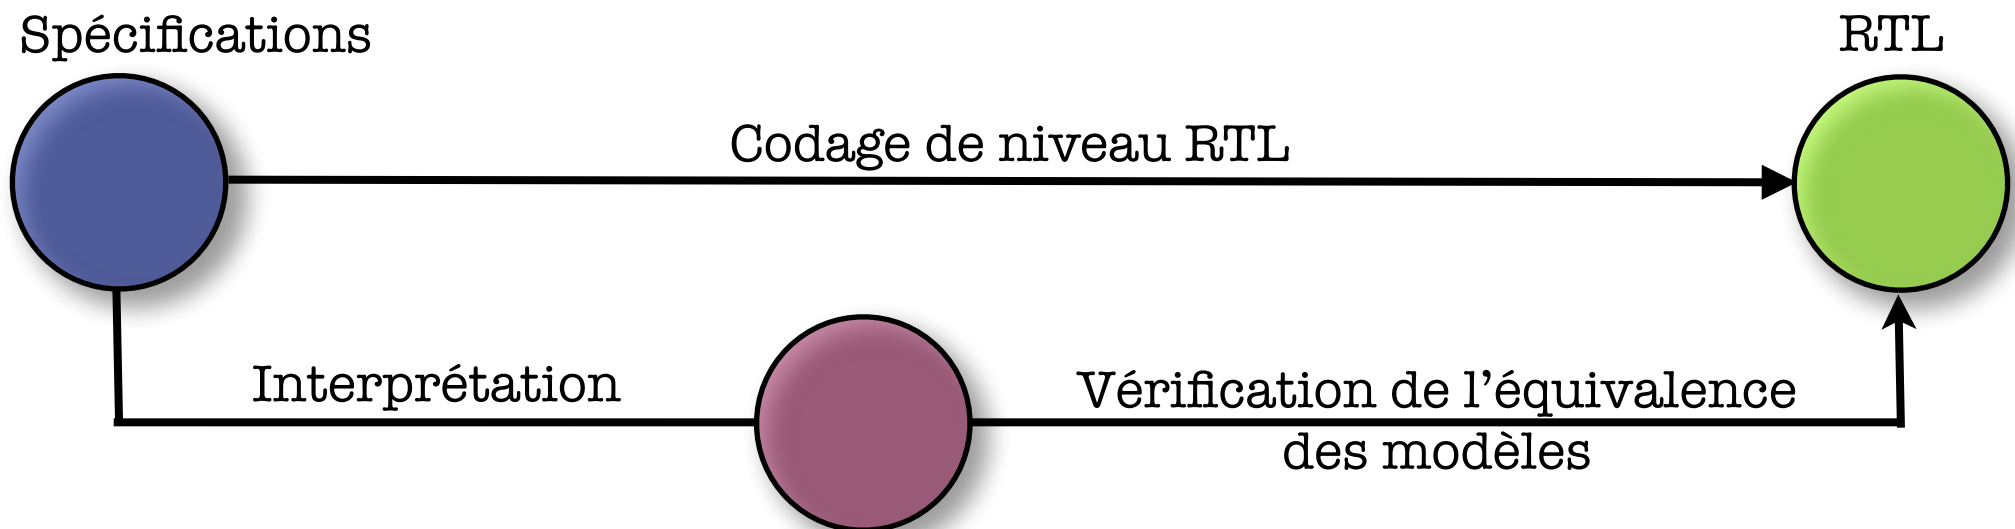 Spécifications
RTL
Codage de niveau RTL
Interprétation
Vérification de l’équivalence
des modèles